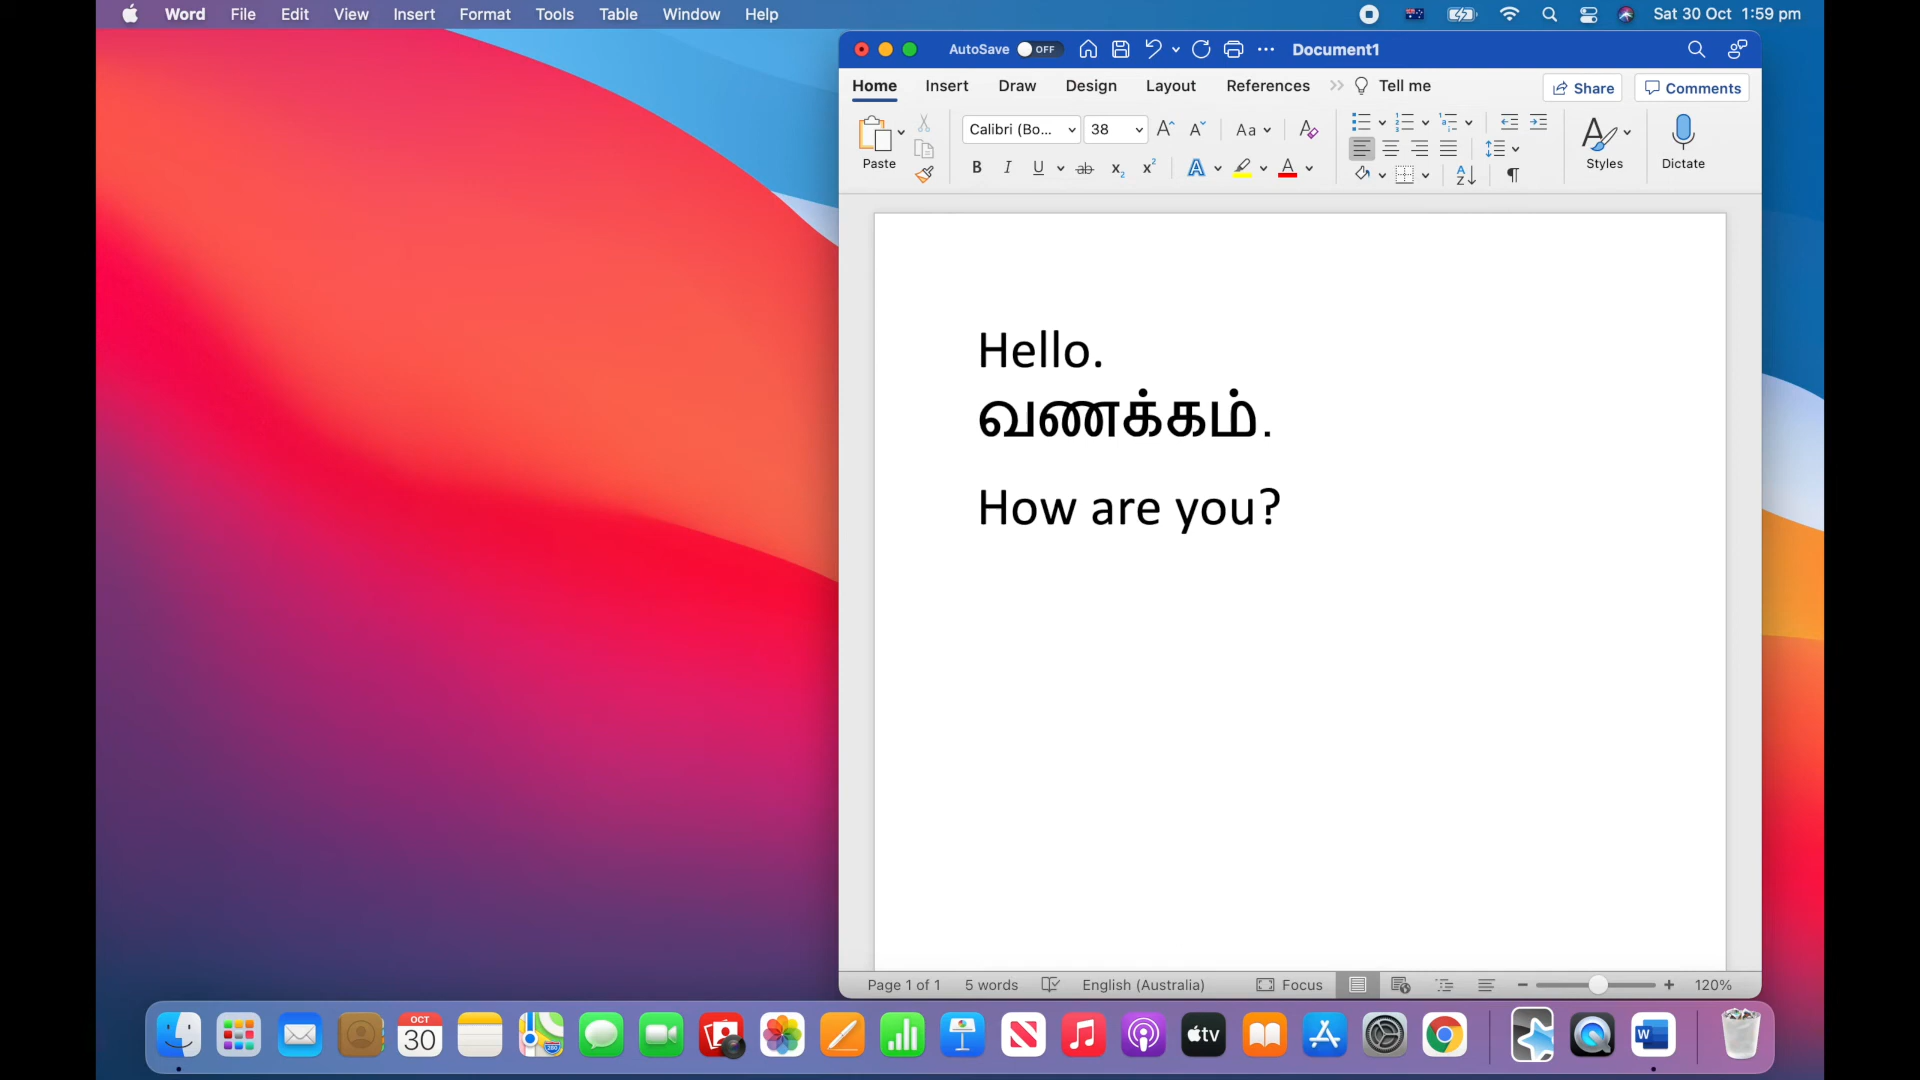 Word File Edit View Insert Format Tools Table Window Help Sat 30 Oct 1:59 pm
AutoSave OFF Document1
Home Insert Draw Design Layout References Tell me Share Comments
Paste Calibri (Bo... 38 Aa Styles Dictate
Hello.
வணக்கம்.
How are you?
Page 1 of 1 5 words English (Australia) Focus 120%
OCT
30
tv